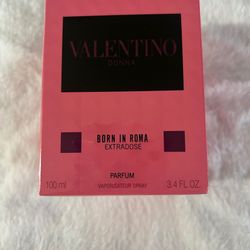 VALENTINO
DONNA
BORN IN ROMA
EXTRADOSE
PARFUM
100 ml VAPORISATEUR SPRAY 3.4 FL.OZ.